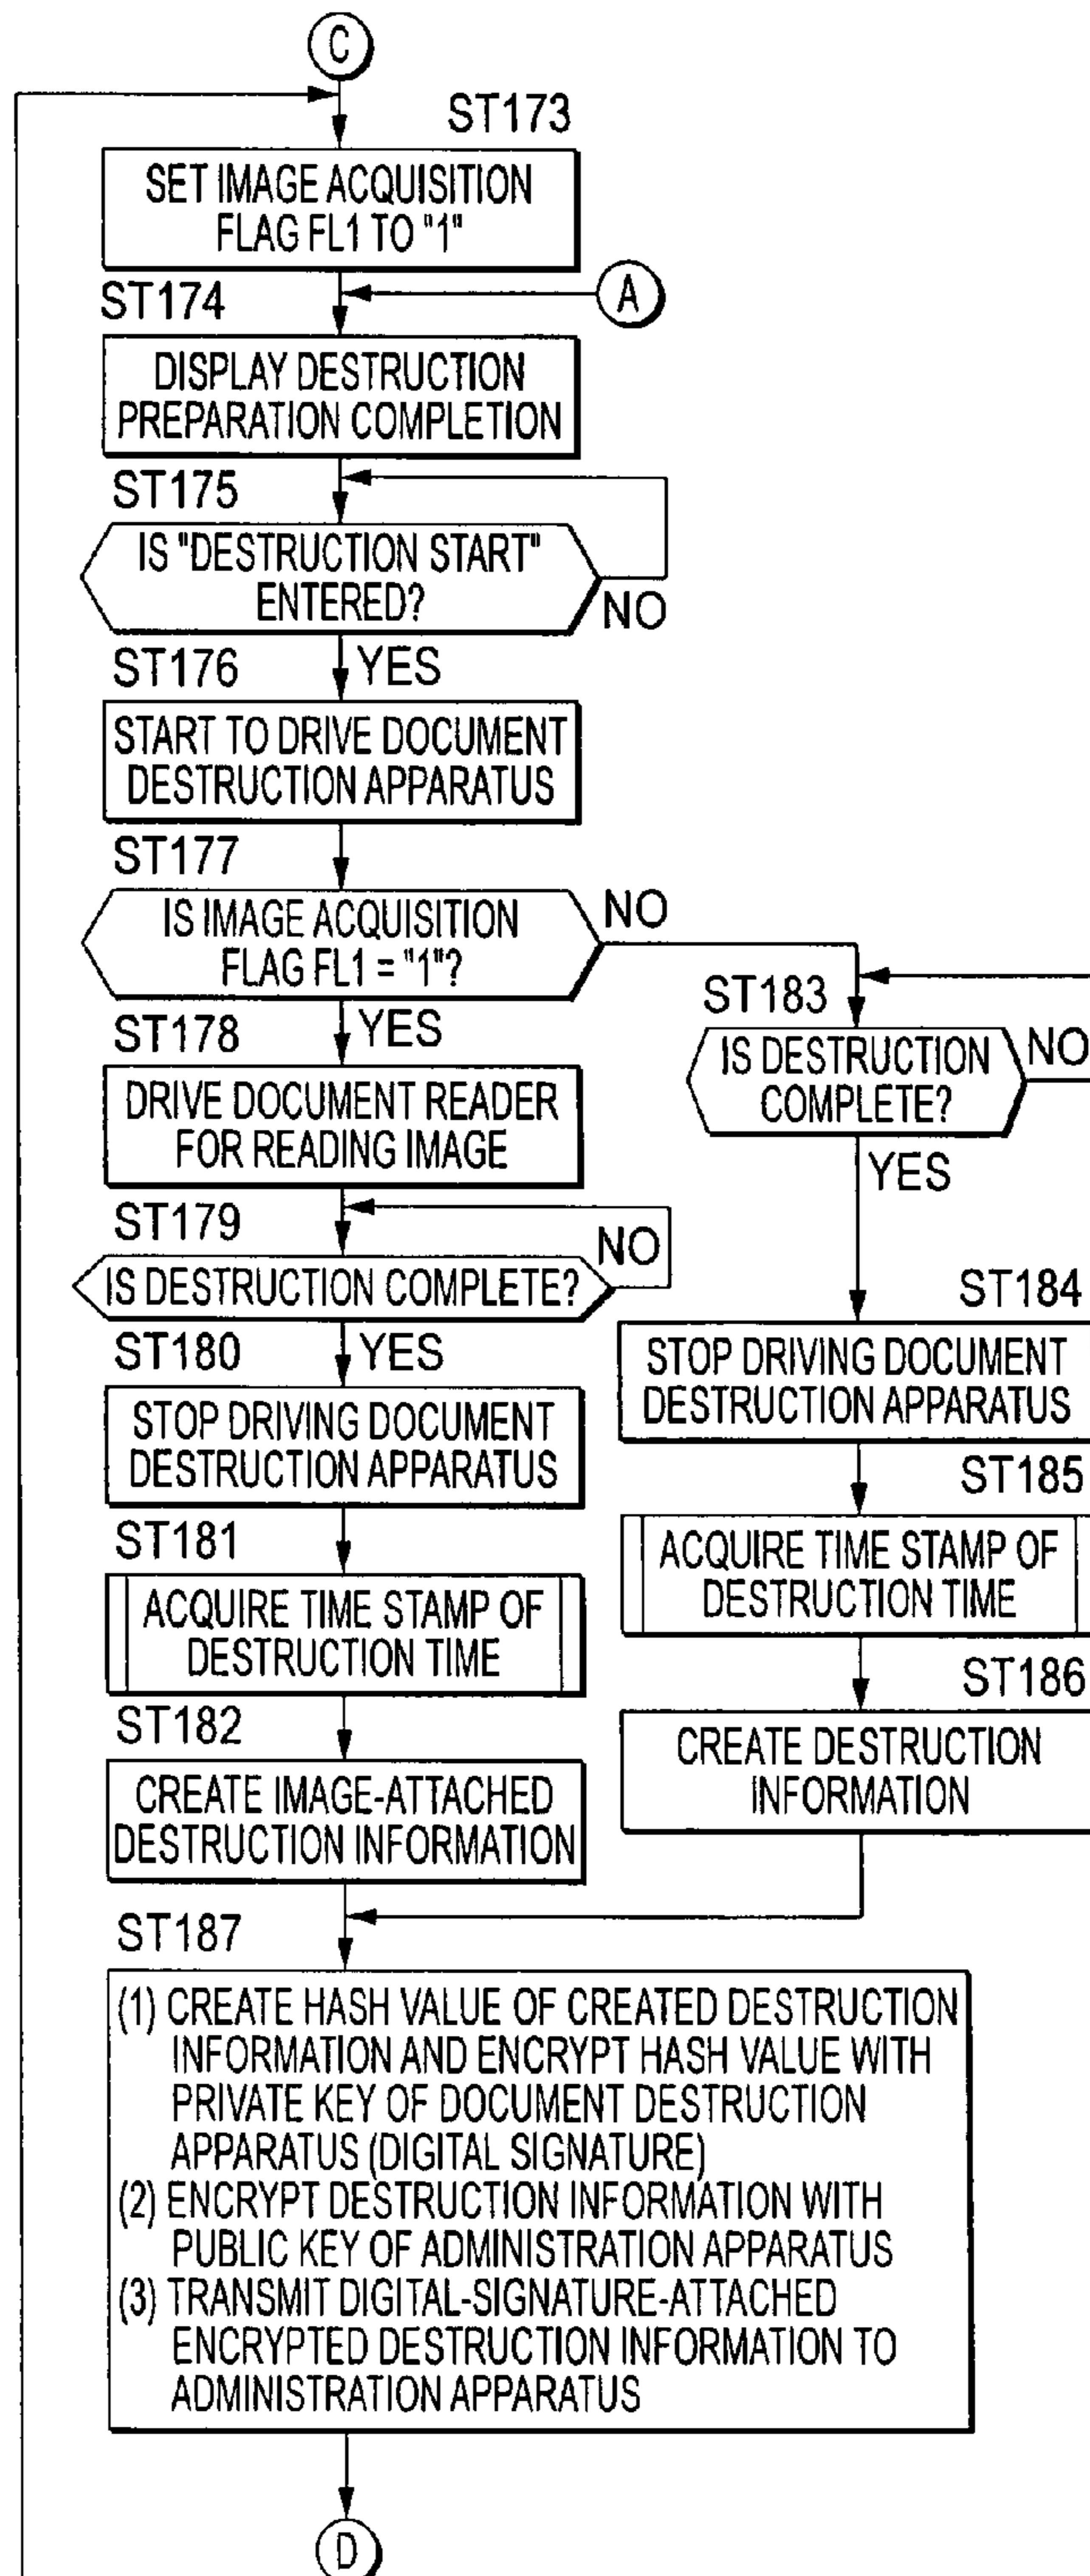 C
ST173
SET IMAGE ACQUISITION
FLAG FL1 TO "1"
A
ST174
DISPLAY DESTRUCTION
PREPARATION COMPLETION
ST175
IS "DESTRUCTION START"
ENTERED?
NO
ST176
YES
START TO DRIVE DOCUMENT
DESTRUCTION APPARATUS
ST177
IS IMAGE ACQUISITION
FLAG FL1 = "1"?
NO
ST178
YES
DRIVE DOCUMENT READER
FOR READING IMAGE
ST179
NO
IS DESTRUCTION COMPLETE?
ST180
YES
STOP DRIVING DOCUMENT
DESTRUCTION APPARATUS
ST181
ACQUIRE TIME STAMP OF
DESTRUCTION TIME
ST182
CREATE IMAGE-ATTACHED
DESTRUCTION INFORMATION
ST183
IS DESTRUCTION
COMPLETE?
NO
YES
ST184
STOP DRIVING DOCUMENT
DESTRUCTION APPARATUS
ST185
ACQUIRE TIME STAMP OF
DESTRUCTION TIME
ST186
CREATE DESTRUCTION
INFORMATION
ST187
(1) CREATE HASH VALUE OF CREATED DESTRUCTION
INFORMATION AND ENCRYPT HASH VALUE WITH
PRIVATE KEY OF DOCUMENT DESTRUCTION
APPARATUS (DIGITAL SIGNATURE)
(2) ENCRYPT DESTRUCTION INFORMATION WITH
PUBLIC KEY OF ADMINISTRATION APPARATUS
(3) TRANSMIT DIGITAL-SIGNATURE-ATTACHED
ENCRYPTED DESTRUCTION INFORMATION TO
ADMINISTRATION APPARATUS
D